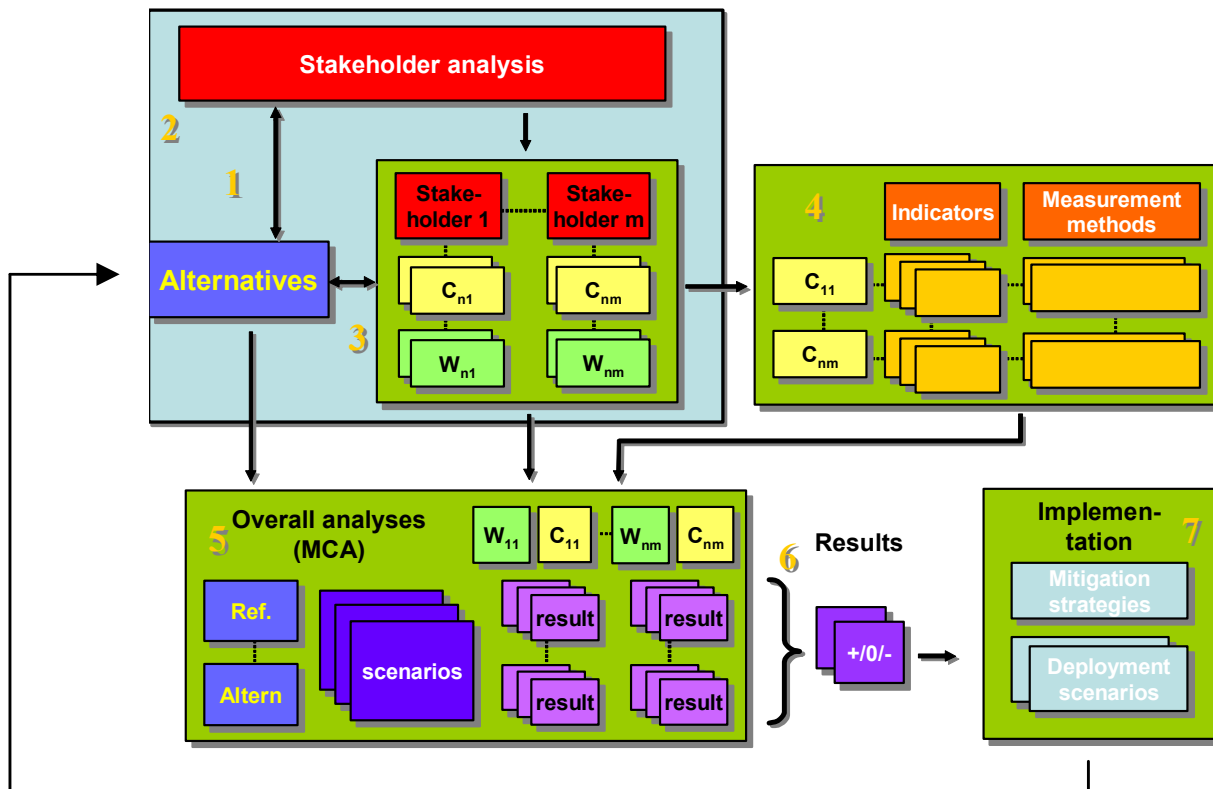 Stakeholder analysis
2
1
Alternatives
3
Stake-
holder 1
Stake-
holder m
Cn1
Cnm
Wn1
Wnm
4
Indicators
Measurement
methods
C11
Cnm
5
Overall analyses
(MCA)
W11
C11
Wnm
Cnm
Ref.
Altern
scenarios
result
result
result
result
6
Results
+/0/-
Implemen-
tation
7
Mitigation
strategies
Deployment
scenarios